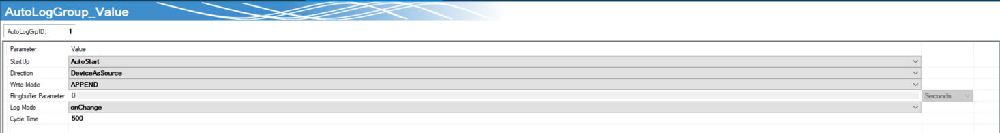 AutoLogGroup_Value
AutoLogGrpID: 1
Parameter Value
StartUp AutoStart
Direction DeviceAsSource
Write Mode APPEND
Ringbuffer Parameter 0 Seconds
Log Mode onChange
Cycle Time 500